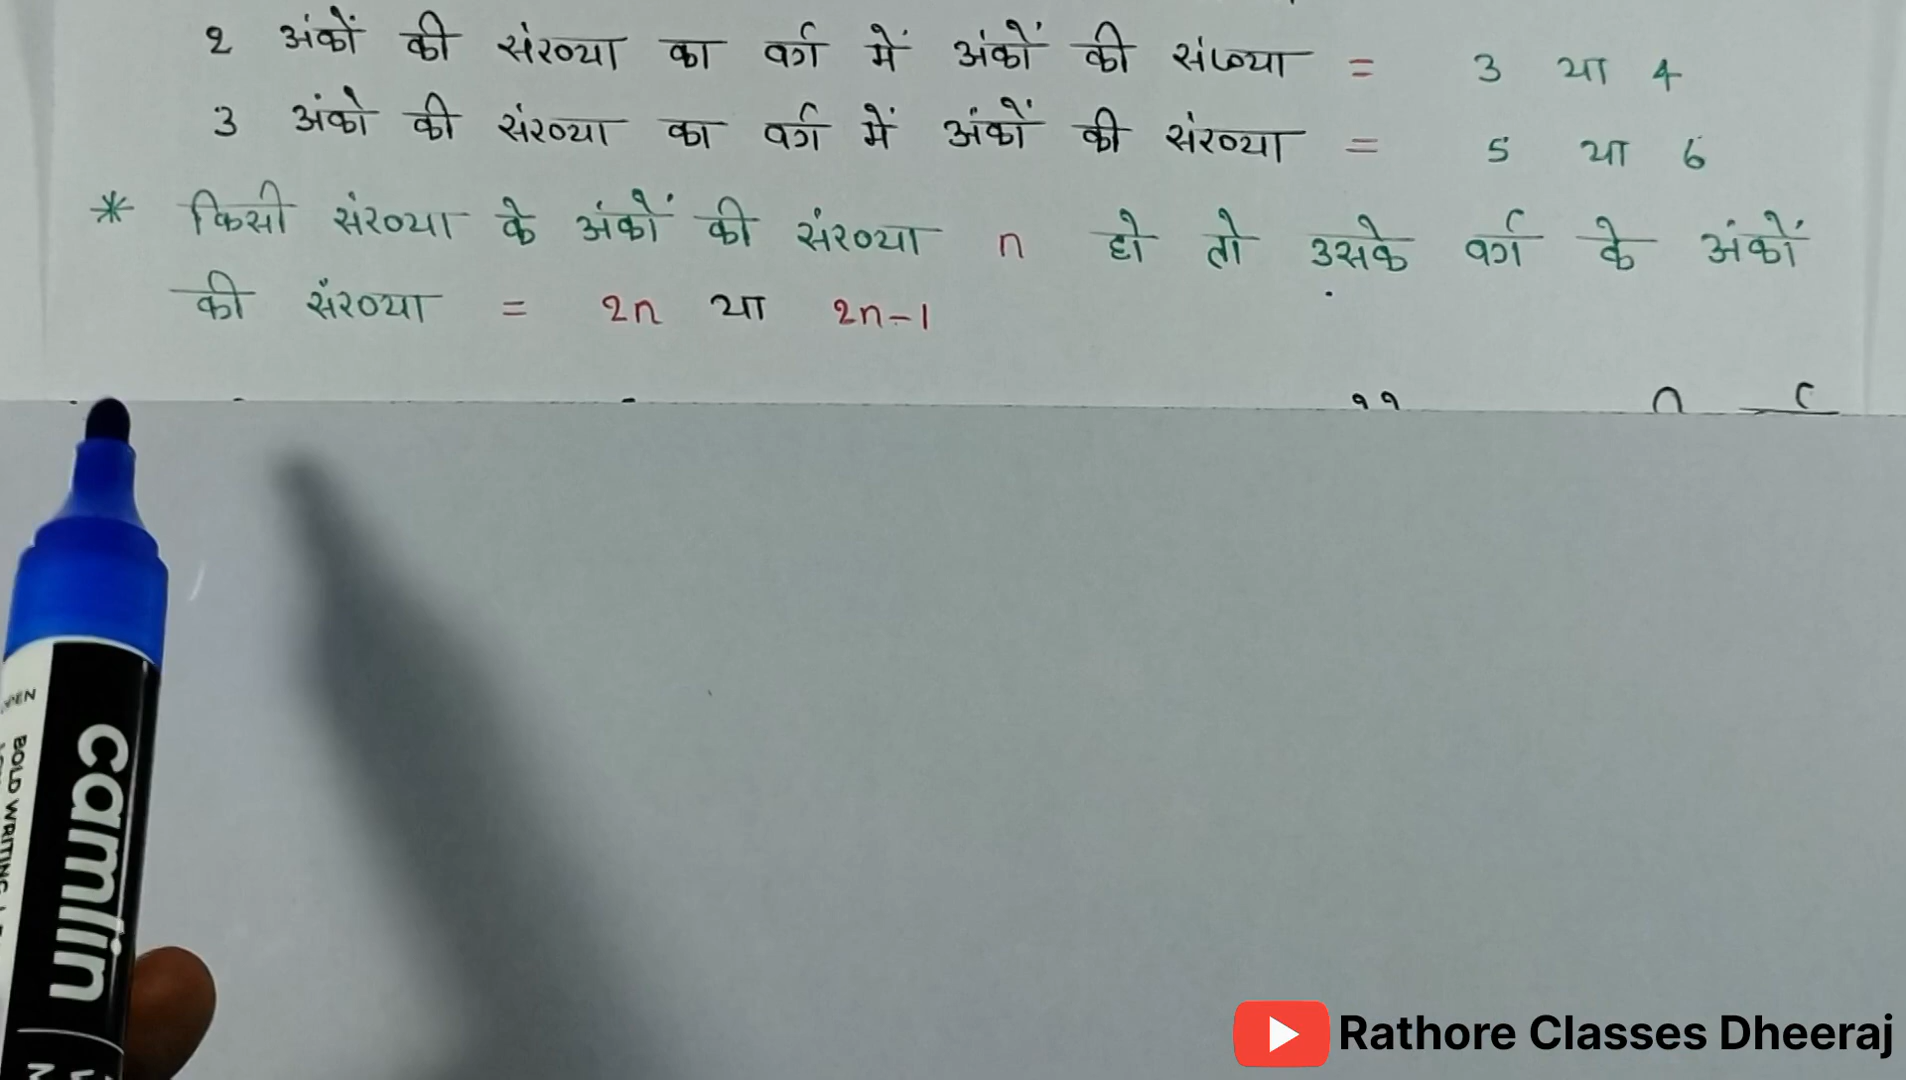 2 अंकों की संख्या का वर्ग में अंकों की संख्या = 3 या 4
3 अंको की संख्या का वर्ग में अंकों की संख्या = 5 या 6
* किसी संख्या के अंकों की संख्या n हो तो उसके वर्ग के अंकों
की संख्या = 2n या 2n-1
camlin
Rathore Classes Dheeraj